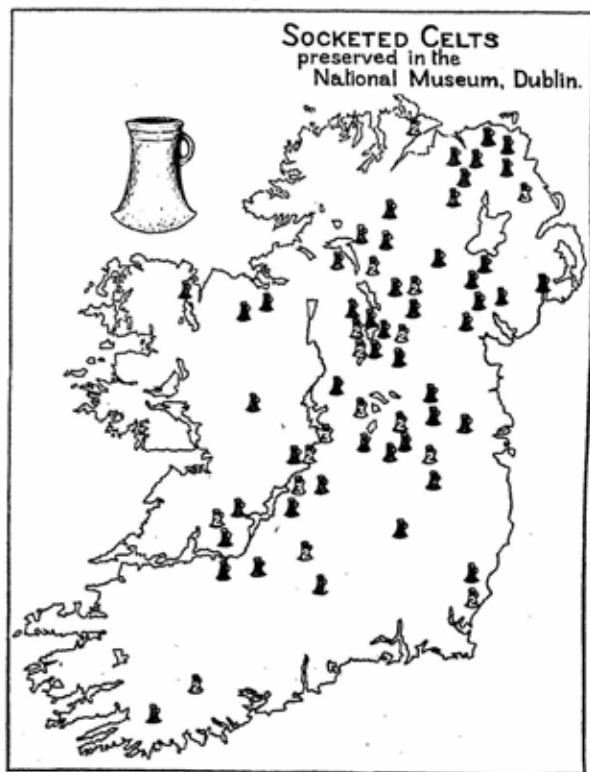 SOCKETED CELTS
preserved in the
National Museum, Dublin.